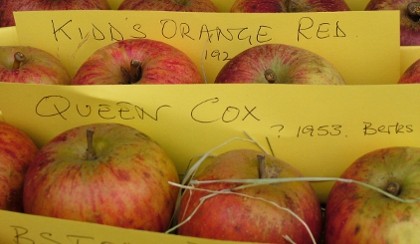 KIDD'S ORANGE RED
192
QUEEN COX
? 1953. Berks